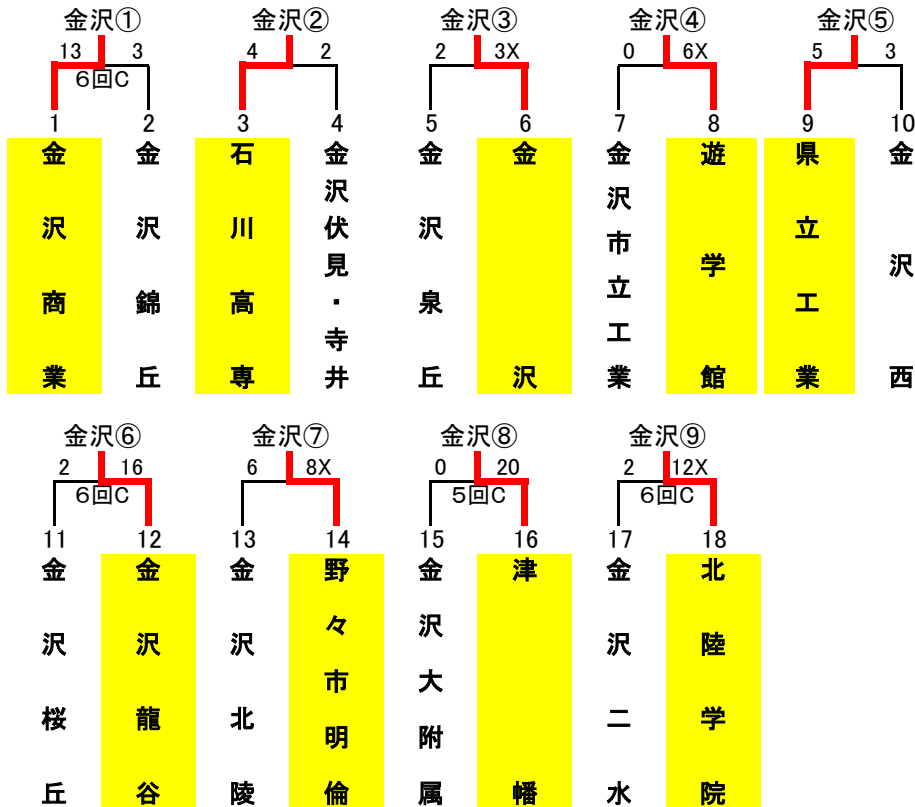 金沢① 金沢② 金沢③ 金沢④ 金沢⑤
13 3 4 2 2 3X 0 6X 5 3
６回C
1 2 3 4 5 6 7 8 9 10
金沢商業
金沢錦丘
石川高専
金沢伏見・寺井
金沢泉丘
金沢
金沢市立工業
遊学館
県立工業
金沢西
金沢⑥ 金沢⑦ 金沢⑧ 金沢⑨
2 16 6 8X 0 20 2 12X
６回C ５回C ６回C
11 12 13 14 15 16 17 18
金沢桜丘
金沢龍谷
金沢北陵
野々市明倫
金沢大附属
津幡
金沢二水
北陸学院